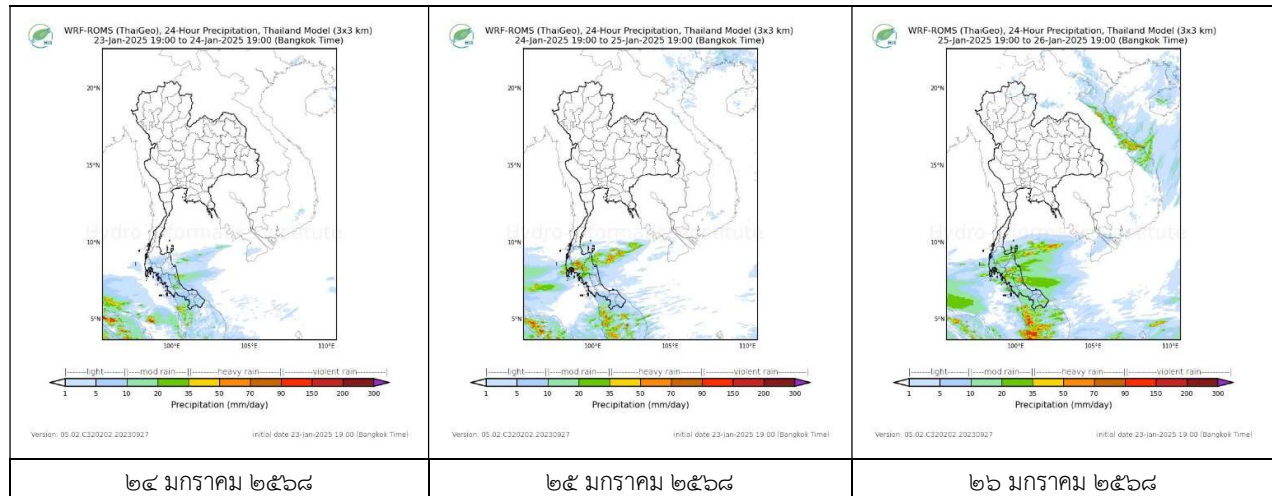 WRF-ROMS (ThaiGeo), 24-Hour Precipitation, Thailand Model (3x3 km)
23-Jan-2025 19:00 to 24-Jan-2025 19:00 (Bangkok Time)
20°N
15°N
10°N
5°N
100°E
105°E
110°E
Hydro-Informatics Institute
light
mod rain
heavy rain
violent rain
1 5 10 20 35 50 70 90 150 200 300
Precipitation (mm/day)
Version: 05.02.C320202.20230927
initial date 23-Jan-2025 19:00 (Bangkok Time)
๒๔ มกราคม ๒๕๖๘
WRF-ROMS (ThaiGeo), 24-Hour Precipitation, Thailand Model (3x3 km)
24-Jan-2025 19:00 to 25-Jan-2025 19:00 (Bangkok Time)
20°N
15°N
10°N
5°N
100°E
105°E
110°E
Hydro-Informatics Institute
light
mod rain
heavy rain
violent rain
1 5 10 20 35 50 70 90 150 200 300
Precipitation (mm/day)
Version: 05.02.C320202.20230927
initial date 23-Jan-2025 19:00 (Bangkok Time)
๒๕ มกราคม ๒๕๖๘
WRF-ROMS (ThaiGeo), 24-Hour Precipitation, Thailand Model (3x3 km)
25-Jan-2025 19:00 to 26-Jan-2025 19:00 (Bangkok Time)
20°N
15°N
10°N
5°N
100°E
105°E
110°E
Hydro-Informatics Institute
light
mod rain
heavy rain
violent rain
1 5 10 20 35 50 70 90 150 200 300
Precipitation (mm/day)
Version: 05.02.C320202.20230927
initial date 23-Jan-2025 19:00 (Bangkok Time)
๒๖ มกราคม ๒๕๖๘